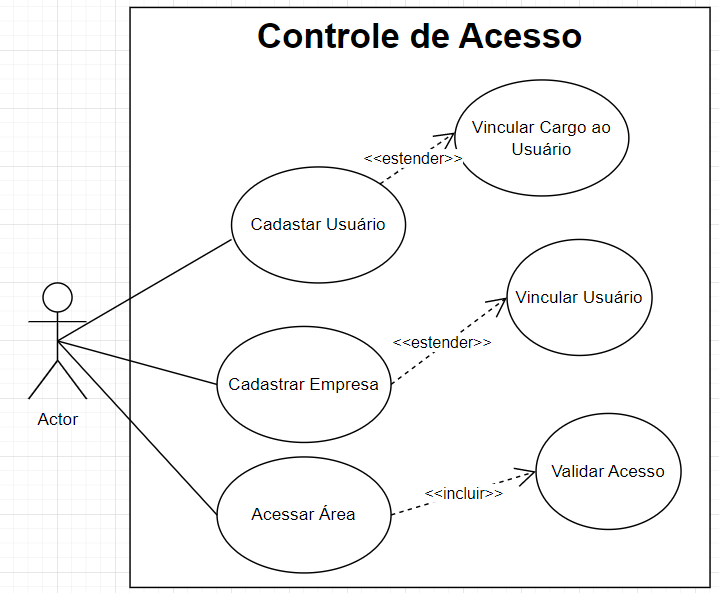 Controle de Acesso
Vincular Cargo ao
Usuário
<<estender>>
Cadastar Usuário
Vincular Usuário
<<estender>>
Cadastrar Empresa
Actor
Validar Acesso
<<incluir>>
Acessar Área